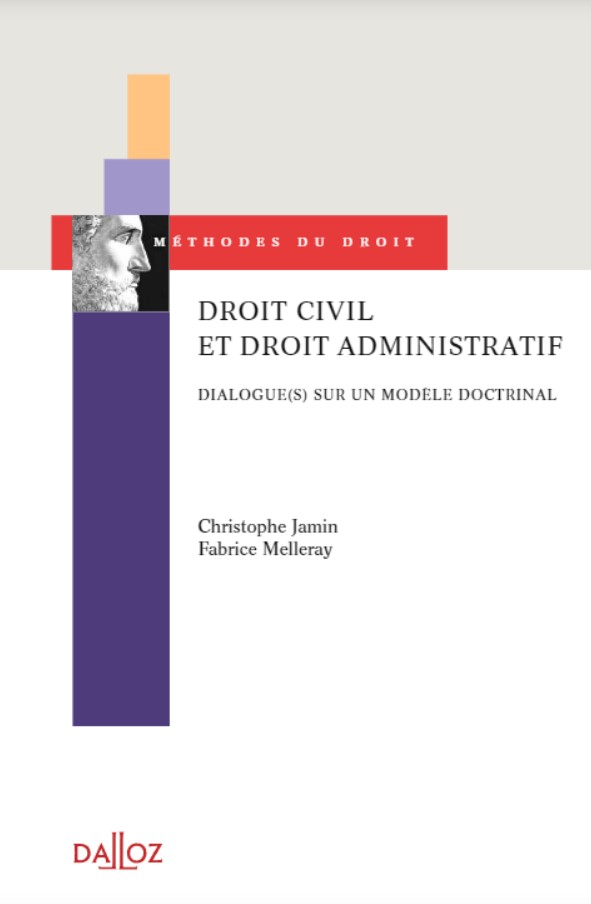 MÉTHODES DU DROIT
DROIT CIVIL
ET DROIT ADMINISTRATIF
DIALOGUE(S) SUR UN MODÈLE DOCTRINAL
Christophe Jamin
Fabrice Melleray
DALLOZ